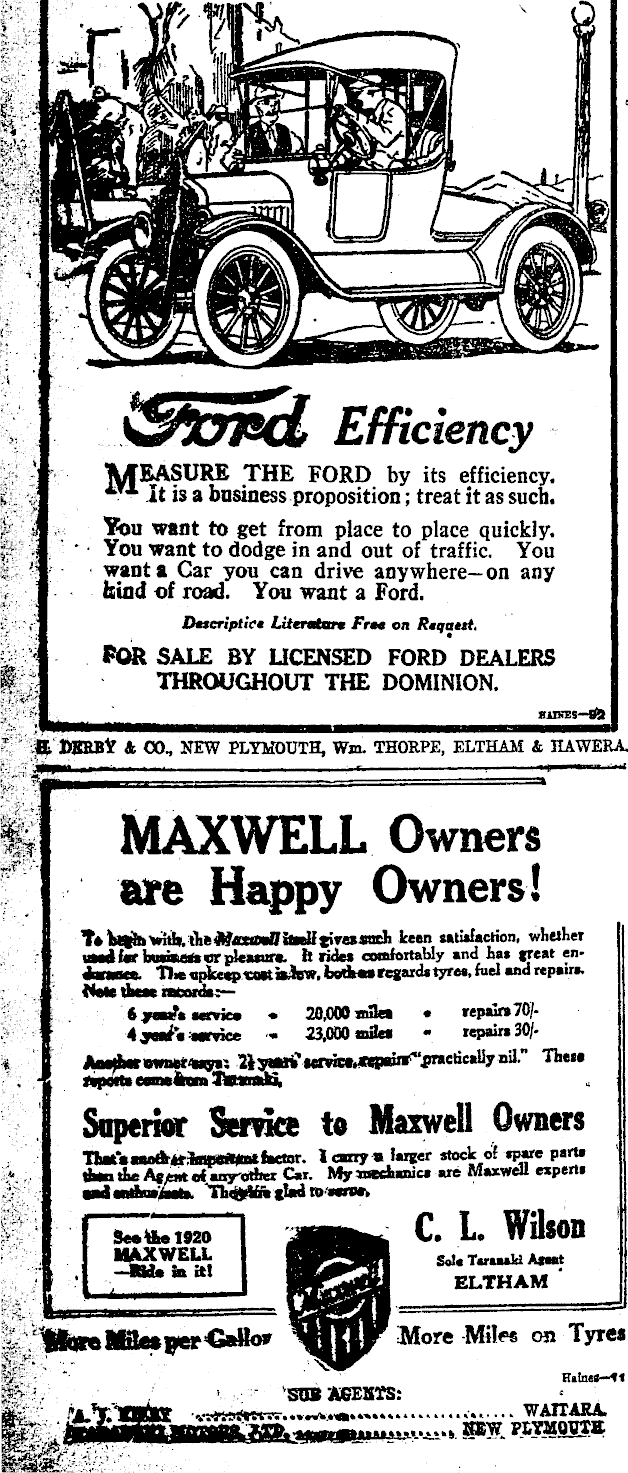 Ford Efficiency
MEASURE THE FORD by its efficiency.
It is a business proposition; treat it as such.
You want to get from place to place quickly.
You want to dodge in and out of traffic. You
want a Car you can drive anywhere—on any
kind of road. You want a Ford.
Descriptive Literature Free on Request.
FOR SALE BY LICENSED FORD DEALERS
THROUGHOUT THE DOMINION.
HAINES—92
H. DERBY & CO., NEW PLYMOUTH, Wm. THORPE, ELTHAM & HAWERA.
MAXWELL Owners
are Happy Owners!
To begin with, the Maxwell itself gives such keen satisfaction, whether
used for business or pleasure. It rides comfortably and has great en-
durance. The upkeep cost is low, both as regards tyres, fuel and repairs.
Note these records:—
6 year's service - 20,000 miles - repairs 70/-
4 year's service - 23,000 miles - repairs 30/-
Another owner says: 2½ years' service, repairs "practically nil." These
reports come from Taranaki.
Superior Service to Maxwell Owners
That's another important factor. I carry a larger stock of spare parts
than the Agent of any other Car. My mechanics are Maxwell experts
and enthusiasts. They're glad to serve.
See the 1920
MAXWELL
—Ride in it!
C. L. Wilson
Sole Taranaki Agent
ELTHAM
Maxwell
More Miles per Gallon
More Miles on Tyres
Haines—11
SUB AGENTS:
A. J. ........ WAITARA.
MOTORS, LTD. ........ NEW PLYMOUTH